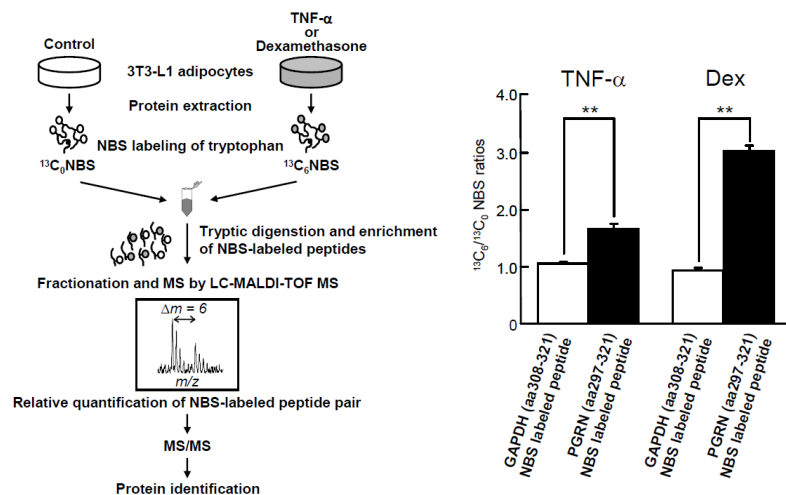 Control
TNF-α
or
Dexamethasone
3T3-L1 adipocytes
Protein extraction
NBS labeling of tryptophan
¹³C₀NBS
¹³C₆NBS
Tryptic digenstion and enrichment
of NBS-labeled peptides
Fractionation and MS by LC-MALDI-TOF MS
Δm = 6
m/z
Relative quantification of NBS-labeled peptide pair
MS/MS
Protein identification
TNF-α
Dex
**
**
¹³C₆/¹³C₀ NBS ratios
4.0
3.0
2.0
1.0
0
GAPDH (aa308-321)
NBS labeled peptide
PGRN (aa297-321)
NBS labeled peptide
GAPDH (aa308-321)
NBS labeled peptide
PGRN (aa297-321)
NBS labeled peptide